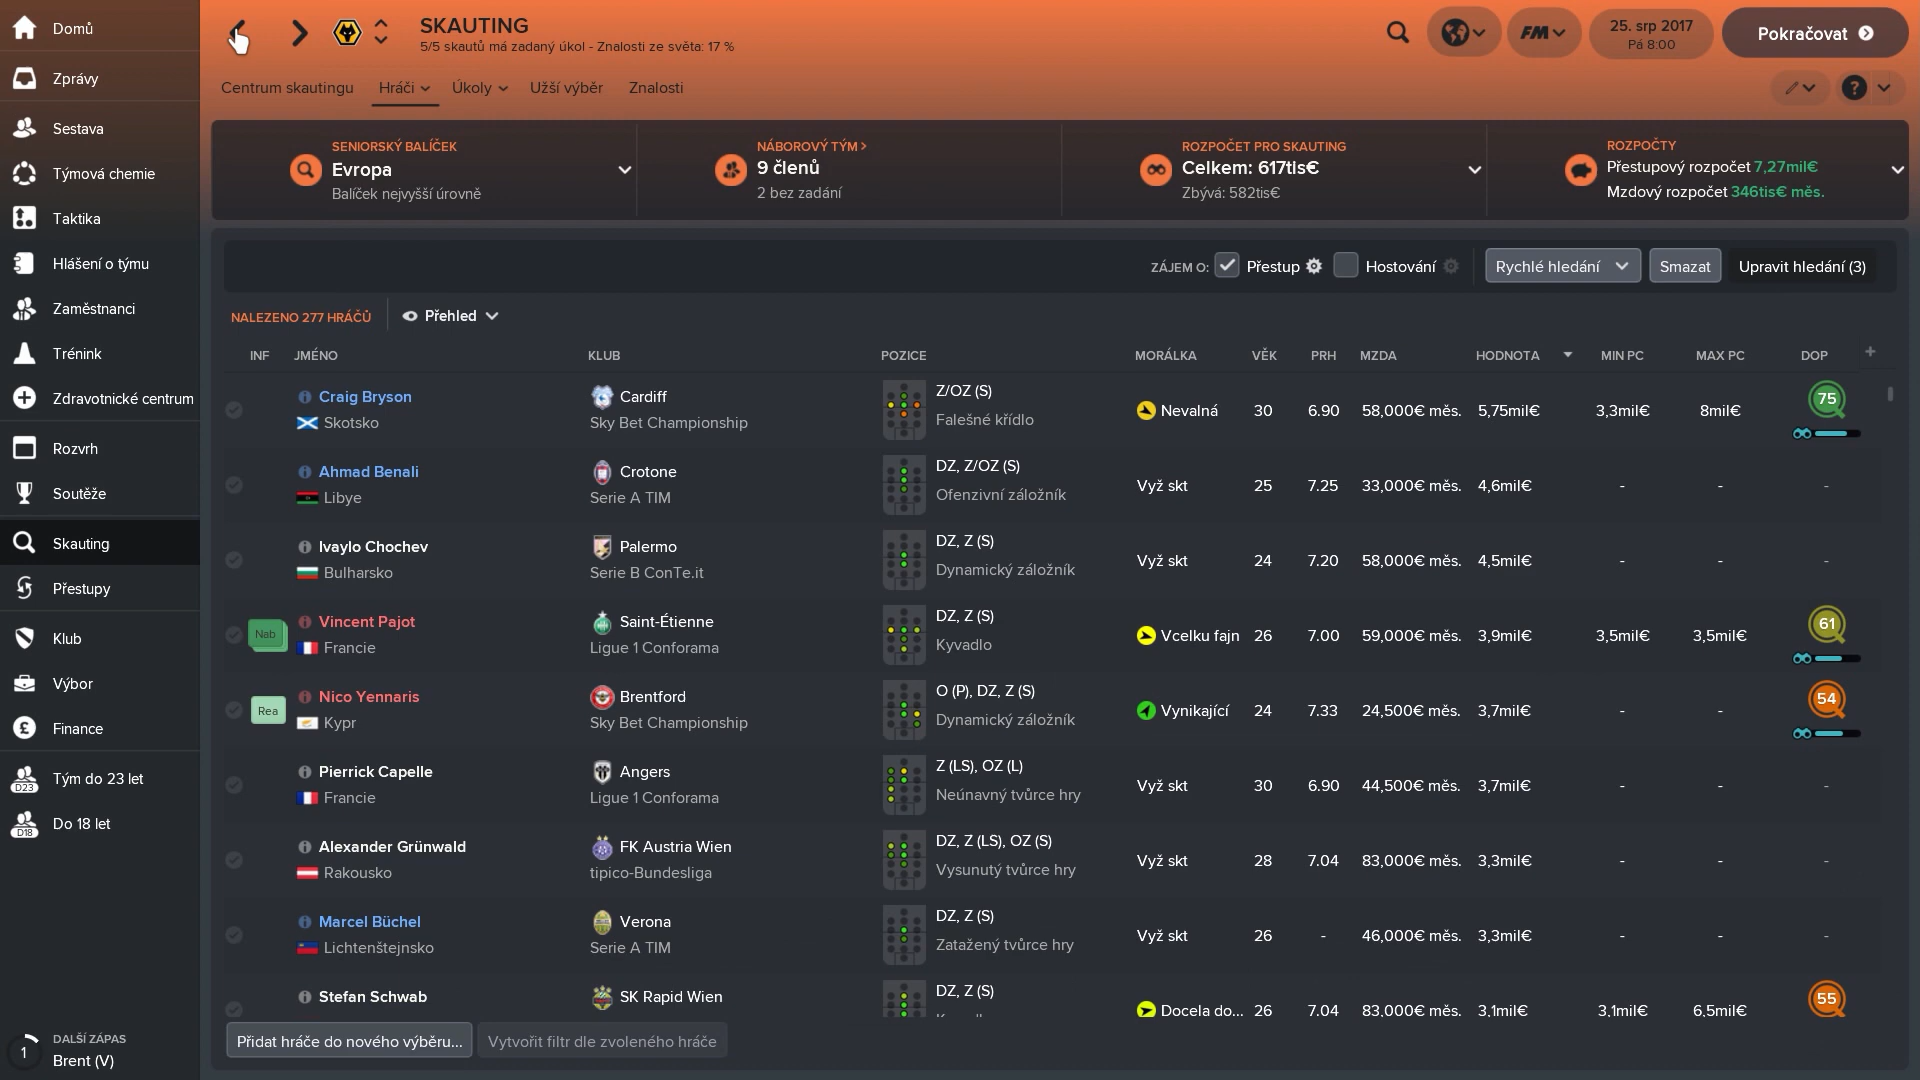 Domů
Zprávy
Sestava
Týmová chemie
Taktika
Hlášení o týmu
Zaměstnanci
Trénink
Zdravotnické centrum
Rozvrh
Soutěže
Skauting
Přestupy
Klub
Výbor
Finance
D23 Tým do 23 let
D18 Do 18 let
1 DALŠÍ ZÁPAS
Brent (V)
SKAUTING
5/5 skautů má zadaný úkol - Znalosti ze světa: 17 %
FM
25. srp 2017
Pá 8:00
Pokračovat
Centrum skautingu Hráči Úkoly Užší výběr Znalosti
?
SENIORSKÝ BALÍČEK
Evropa
Balíček nejvyšší úrovně
NÁBOROVÝ TÝM >
9 členů
2 bez zadání
ROZPOČET PRO SKAUTING
Celkem: 617tis€
Zbývá: 582tis€
ROZPOČTY
Přestupový rozpočet 7,27mil€
Mzdový rozpočet 346tis€ měs.
ZÁJEM O: Přestup Hostování Rychlé hledání Smazat Upravit hledání (3)
NALEZENO 277 HRÁČŮ Přehled
INF JMÉNO KLUB POZICE MORÁLKA VĚK PRH MZDA HODNOTA MIN PC MAX PC DOP +
Craig Bryson Cardiff Z/OZ (S) Nevalná 30 6.90 58,000€ měs. 5,75mil€ 3,3mil€ 8mil€ 75
Skotsko Sky Bet Championship Falešné křídlo
Ahmad Benali Crotone DZ, Z/OZ (S) Vyž skt 25 7.25 33,000€ měs. 4,6mil€ - - -
Libye Serie A TIM Ofenzivní záložník
Ivaylo Chochev Palermo DZ, Z (S) Vyž skt 24 7.20 58,000€ měs. 4,5mil€ - - -
Bulharsko Serie B ConTe.it Dynamický záložník
Nab Vincent Pajot Saint-Étienne DZ, Z (S) Vcelku fajn 26 7.00 59,000€ měs. 3,9mil€ 3,5mil€ 3,5mil€ 61
Francie Ligue 1 Conforama Kyvadlo
Rea Nico Yennaris Brentford O (P), DZ, Z (S) Vynikající 24 7.33 24,500€ měs. 3,7mil€ - - 54
Kypr Sky Bet Championship Dynamický záložník
Pierrick Capelle Angers Z (LS), OZ (L) Vyž skt 30 6.90 44,500€ měs. 3,7mil€ - - -
Francie Ligue 1 Conforama Neúnavný tvůrce hry
Alexander Grünwald FK Austria Wien DZ, Z (LS), OZ (S) Vyž skt 28 7.04 83,000€ měs. 3,3mil€ - - -
Rakousko tipico-Bundesliga Vysunutý tvůrce hry
Marcel Büchel Verona DZ, Z (S) Vyž skt 26 - 46,000€ měs. 3,3mil€ - - -
Lichtenštejnsko Serie A TIM Zatažený tvůrce hry
Stefan Schwab SK Rapid Wien DZ, Z (S) Docela do... 26 7.04 83,000€ měs. 3,1mil€ 3,1mil€ 6,5mil€ 55
Přidat hráče do nového výběru... Vytvořit filtr dle zvoleného hráče